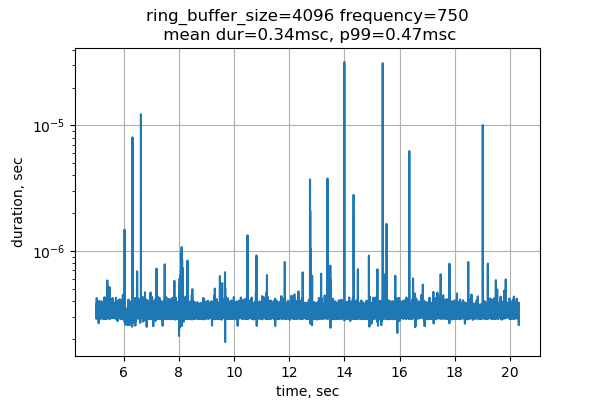 ring_buffer_size=4096 frequency=750
mean dur=0.34msc, p99=0.47msc
duration, sec
10⁻⁵
10⁻⁶
6 8 10 12 14 16 18 20
time, sec